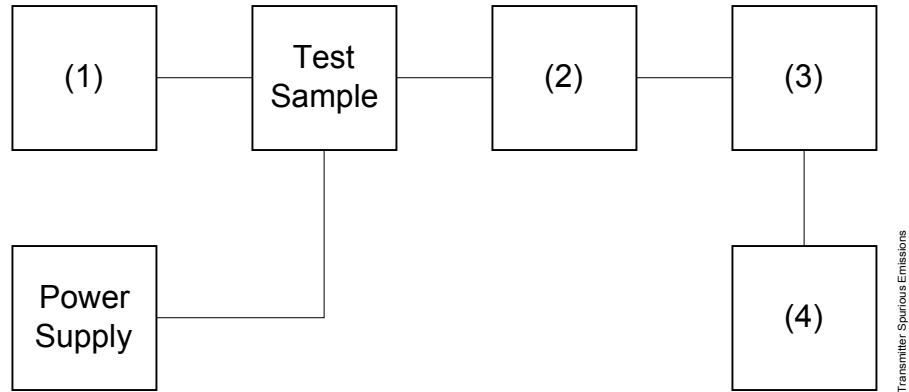 (1)
Test
Sample
(2)
(3)
Power
Supply
(4)
Transmitter Spurious Emissions